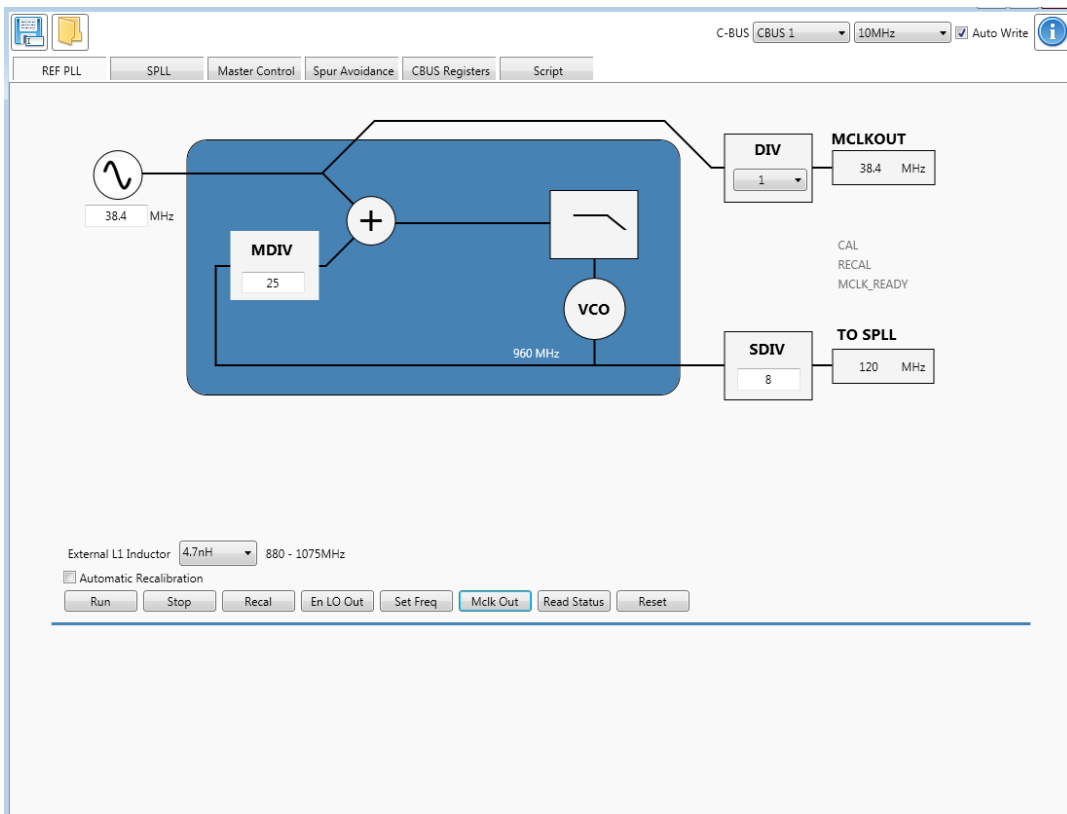 C-BUS CBUS 1 10MHz Auto Write
REF PLL SPLL Master Control Spur Avoidance CBUS Registers Script
DIV
1
MCLKOUT
38.4 MHz
38.4 MHz
MDIV
25
+
CAL
RECAL
MCLK_READY
VCO
960 MHz
SDIV
8
TO SPLL
120 MHz
External L1 Inductor 4.7nH 880 - 1075MHz
Automatic Recalibration
Run Stop Recal En LO Out Set Freq Mclk Out Read Status Reset